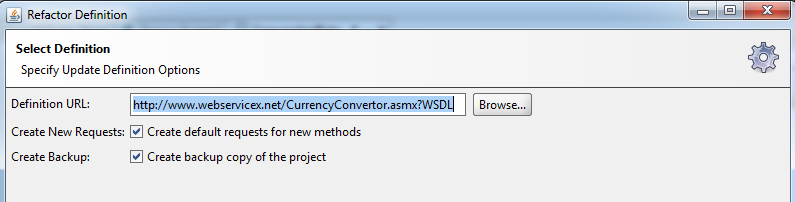 Refactor Definition
Select Definition
Specify Update Definition Options
Definition URL: http://www.webservicex.net/CurrencyConvertor.asmx?WSDL Browse...
Create New Requests: Create default requests for new methods
Create Backup: Create backup copy of the project